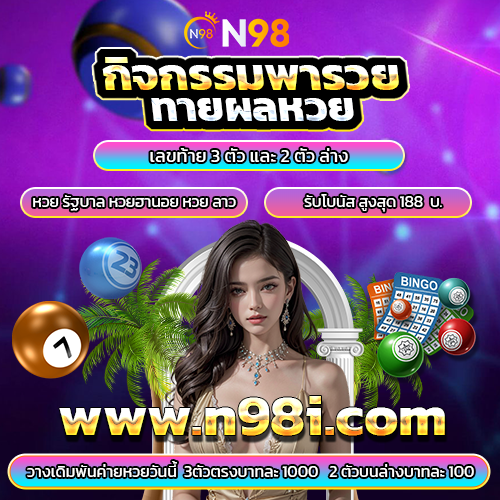 N98 N98
กิจกรรมพารวย
ทายผลหวย
เลขท้าย 3 ตัว และ 2 ตัว ล่าง
หวย รัฐบาล หวยฮานอย หวย ลาว
รับโบนัส สูงสุด 188 บ.
23
BINGO
7
www.n98i.com
วางเดิมพันค่ายหวยวันนี้ 3ตัวตรงบาทละ 1000 2 ตัวบนล่างบาทละ 100